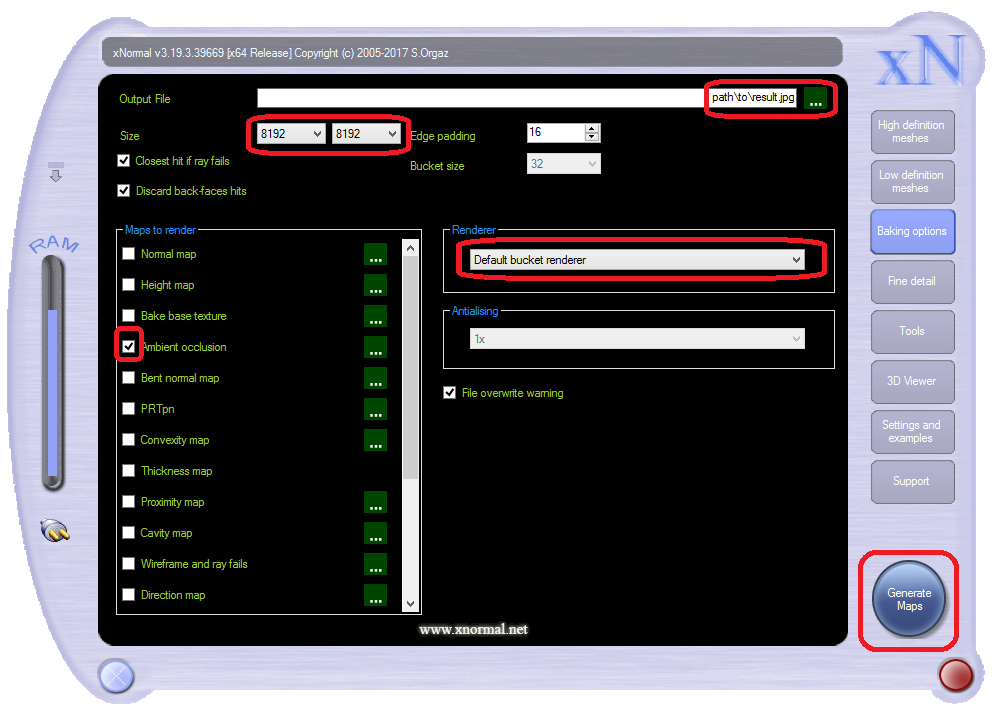 xNormal v3.19.3.39669 [x64 Release] Copyright (c) 2005-2017 S.Orgaz
xN
Output File
path\to\result.jpg
...
Size
8192
8192
Edge padding
16
Closest hit if ray fails
Bucket size
32
Discard back-faces hits
RAM
Maps to render
Normal map
...
Height map
...
Bake base texture
...
Ambient occlusion
...
Bent normal map
...
PRTpn
...
Convexity map
...
Thickness map
Proximity map
...
Cavity map
...
Wireframe and ray fails
...
Direction map
...
Renderer
Default bucket renderer
Antialising
1x
File overwrite warning
www.xnormal.net
High definition
meshes
Low definition
meshes
Baking options
Fine detail
Tools
3D Viewer
Settings and
examples
Support
Generate
Maps